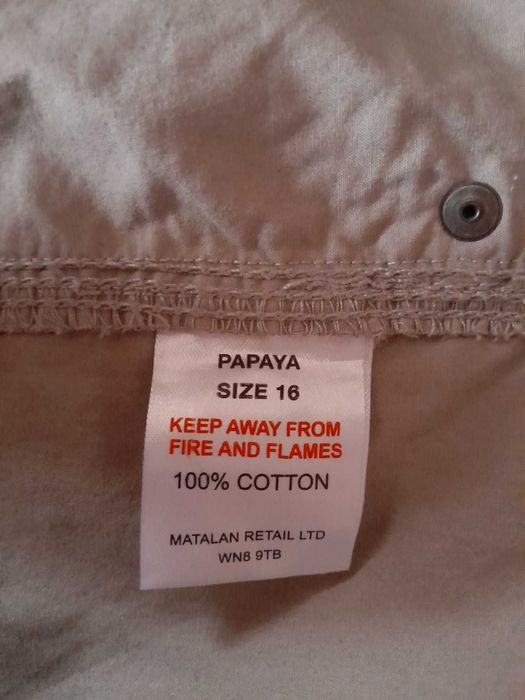 PAPAYA
SIZE 16
KEEP AWAY FROM
FIRE AND FLAMES
100% COTTON
MATALAN RETAIL LTD
WN8 9TB